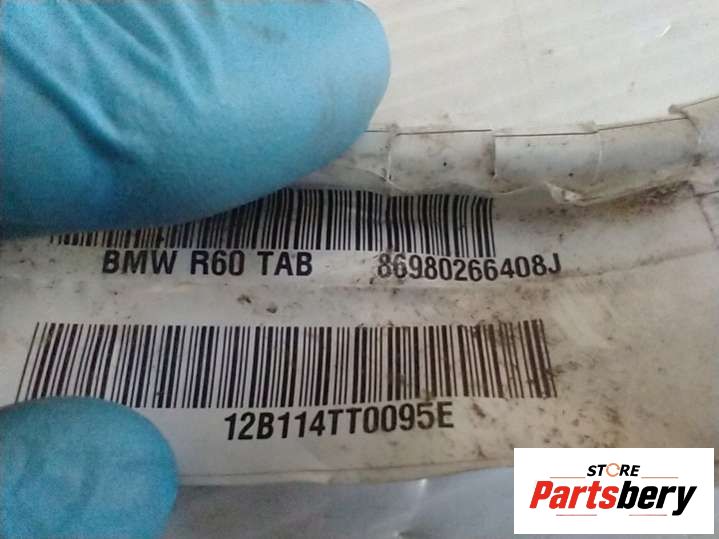 BMW R60 TAB 86980266408J
12B114TT0095E
STORE
Partsbery